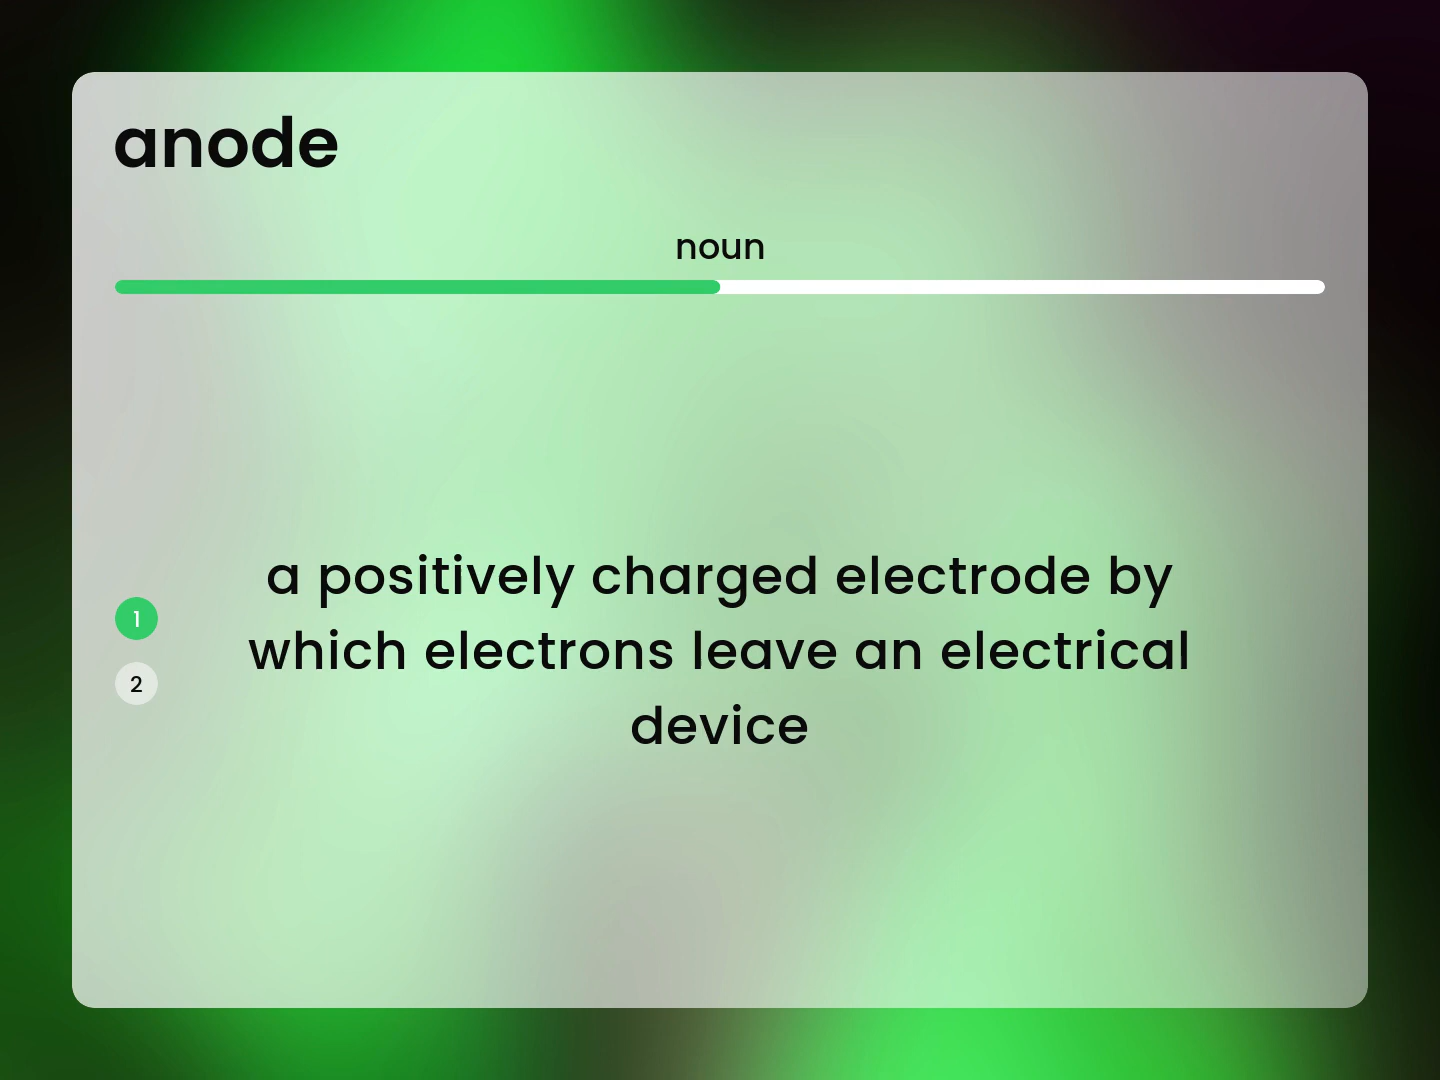 anode
noun
a positively charged electrode by
which electrons leave an electrical
device
1
2